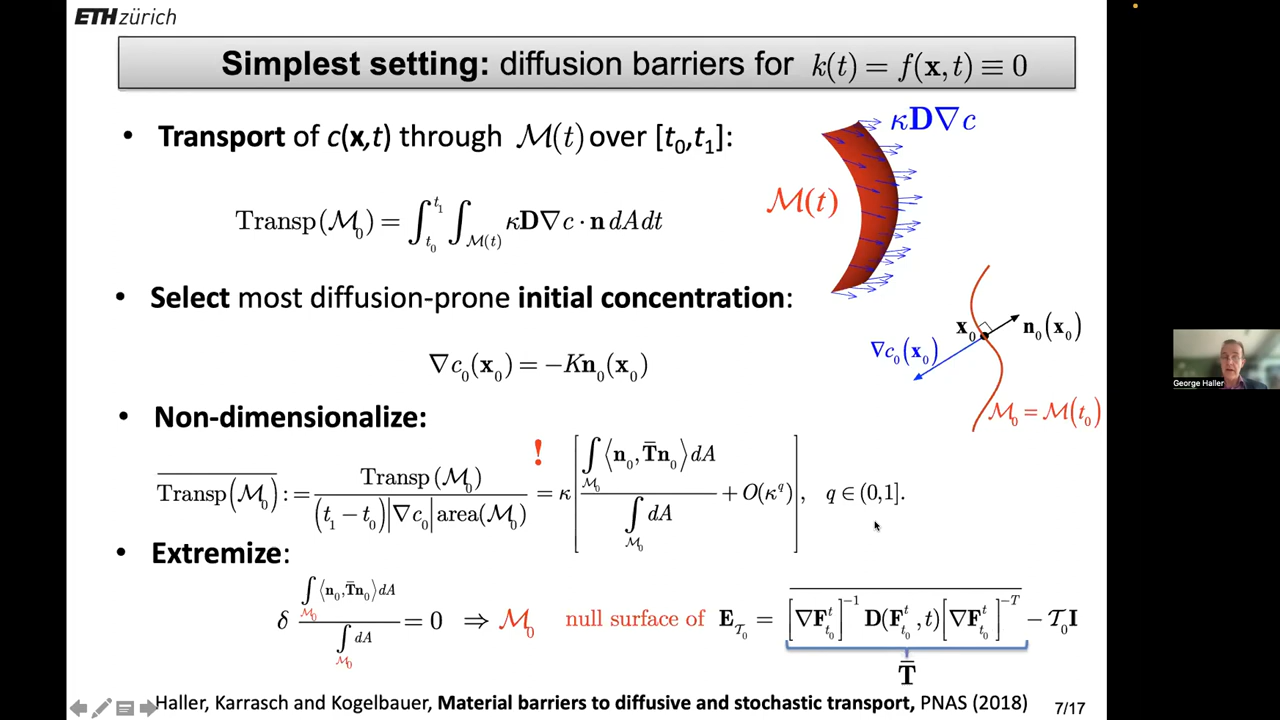 ETH zürich
Simplest setting: diffusion barriers for k(t) = f(x,t) ≡ 0
• Transport of c(x,t) through ℳ(t) over [t₀,t₁]:
κD∇c
ℳ(t)
Transp(ℳ₀) = ∫_{t₀}^{t₁} ∫_{ℳ(t)} κD∇c · n dAdt
• Select most diffusion-prone initial concentration:
x₀ n₀(x₀)
∇c₀(x₀)
∇c₀(x₀) = −Kn₀(x₀)
George Haller
ℳ₀ = ℳ(t₀)
• Non-dimensionalize:
\overline{Transp(ℳ₀)} := Transp(ℳ₀) / ((t₁ − t₀)|∇c₀|area(ℳ₀)) =! κ[ ∫_{ℳ₀} ⟨n₀, T̄n₀⟩ dA / ∫_{ℳ₀} dA + O(κ^q) ], q ∈ (0,1].
• Extremize:
δ ∫_{ℳ₀} ⟨n₀, T̄n₀⟩ dA / ∫_{ℳ₀} dA = 0 ⇒ ℳ₀ null surface of E_{𝒯₀} = \overline{[∇F_{t₀}^t]^{-1} D(F_{t₀}^t, t)[∇F_{t₀}^t]^{-T}} − 𝒯₀I
T̄
Haller, Karrasch and Kogelbauer, Material barriers to diffusive and stochastic transport, PNAS (2018)
7/17